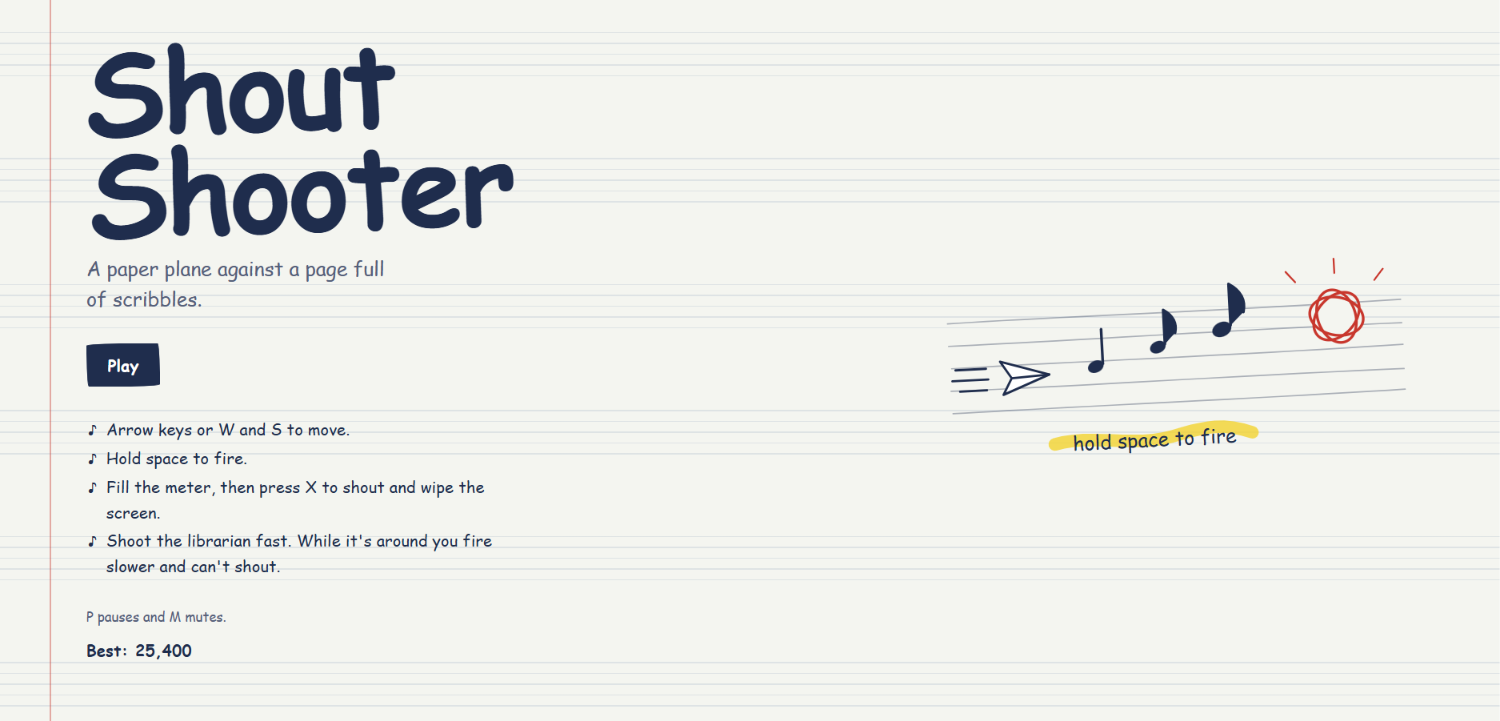 Shout
Shooter
A paper plane against a page full
of scribbles.
Play
♪ Arrow keys or W and S to move.
♪ Hold space to fire.
♪ Fill the meter, then press X to shout and wipe the
screen.
♪ Shoot the librarian fast. While it's around you fire
slower and can't shout.
P pauses and M mutes.
Best: 25,400
hold space to fire